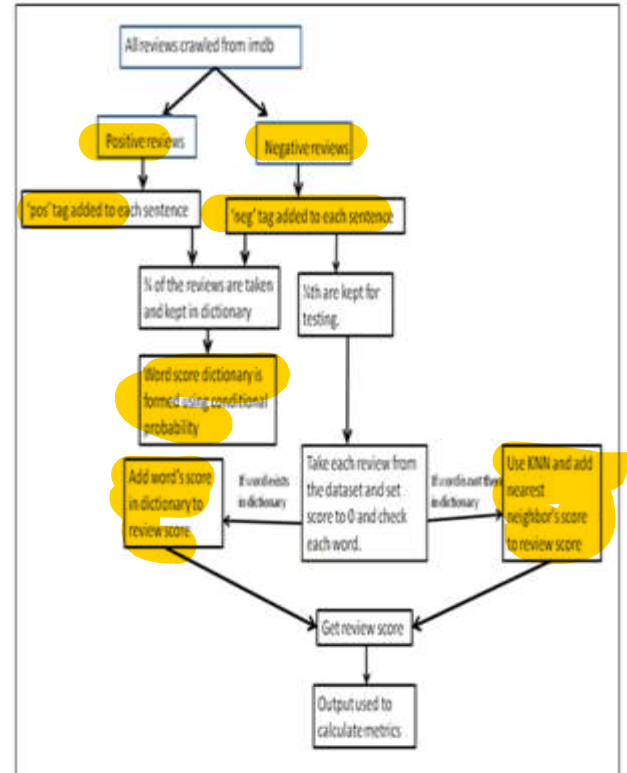 All reviews crawled from imdb
Positive reviews
Negative reviews
'pos' tag added to each sentence
'neg' tag added to each sentence
¾ of the reviews are taken
and kept in dictionary
¼th are kept for
testing.
Word score dictionary is
formed using conditional
probability
Add word's score
in dictionary to
review score
If word exists
in dictionary
Take each review from
the dataset and set
score to 0 and check
each word.
If word is not then
in dictionary
Use KNN and add
nearest
neighbor's score
to review score
Get review score
Output used to
calculate metrics